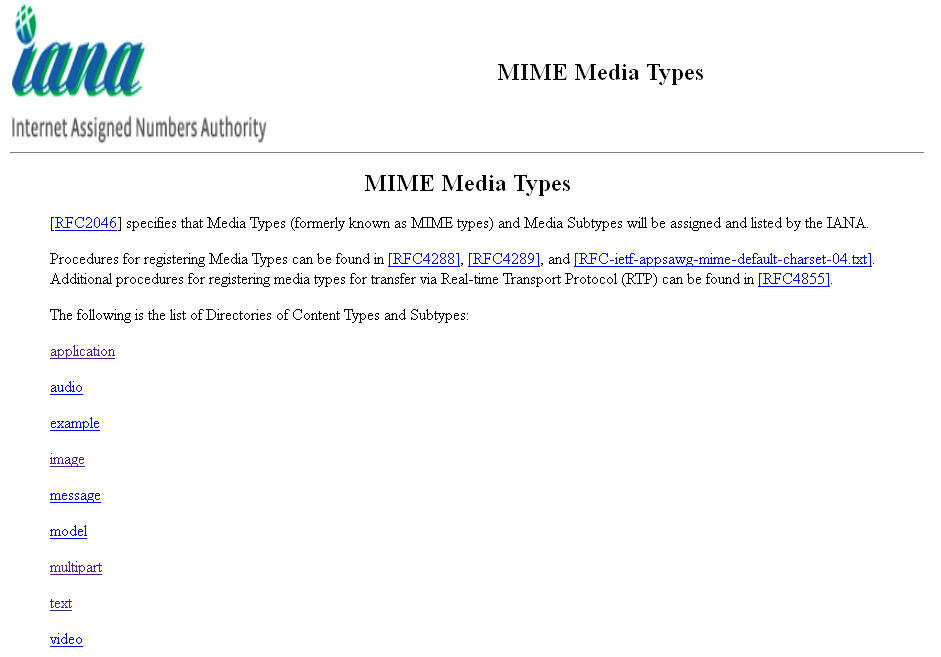 iana
Internet Assigned Numbers Authority
MIME Media Types
MIME Media Types
[RFC2046] specifies that Media Types (formerly known as MIME types) and Media Subtypes will be assigned and listed by the IANA.
Procedures for registering Media Types can be found in [RFC4288], [RFC4289], and [RFC-ietf-appsawg-mime-default-charset-04.txt].
Additional procedures for registering media types for transfer via Real-time Transport Protocol (RTP) can be found in [RFC4855].
The following is the list of Directories of Content Types and Subtypes:
application
audio
example
image
message
model
multipart
text
video